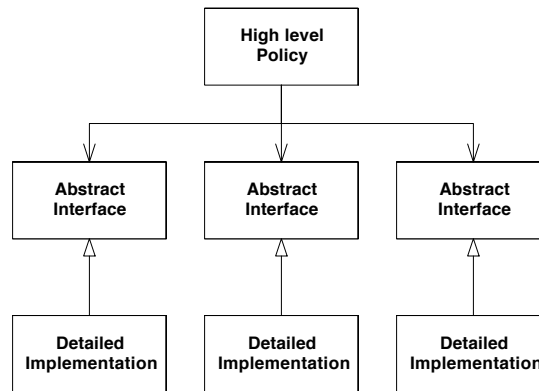 High level
Policy
Abstract
Interface
Abstract
Interface
Abstract
Interface
Detailed
Implementation
Detailed
Implementation
Detailed
Implementation